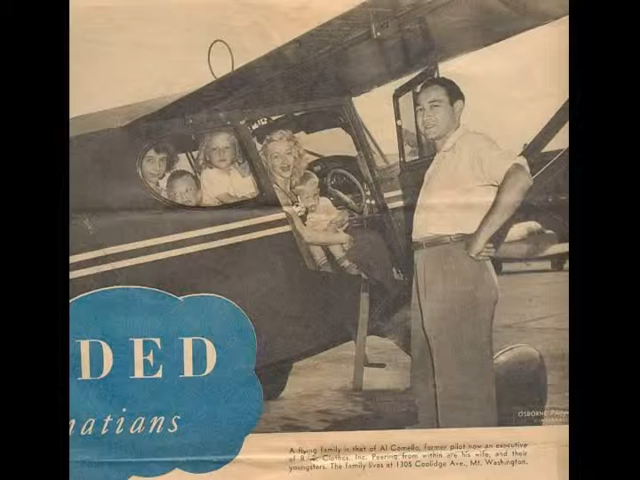 DED
natians
OSBORNE
A flying family is that of Al Comello, former pilot now an executive
of Clothes, Inc. Peering from within are his wife, and their
youngsters. The family lives at 1305 Coolidge Ave., Mt. Washington.